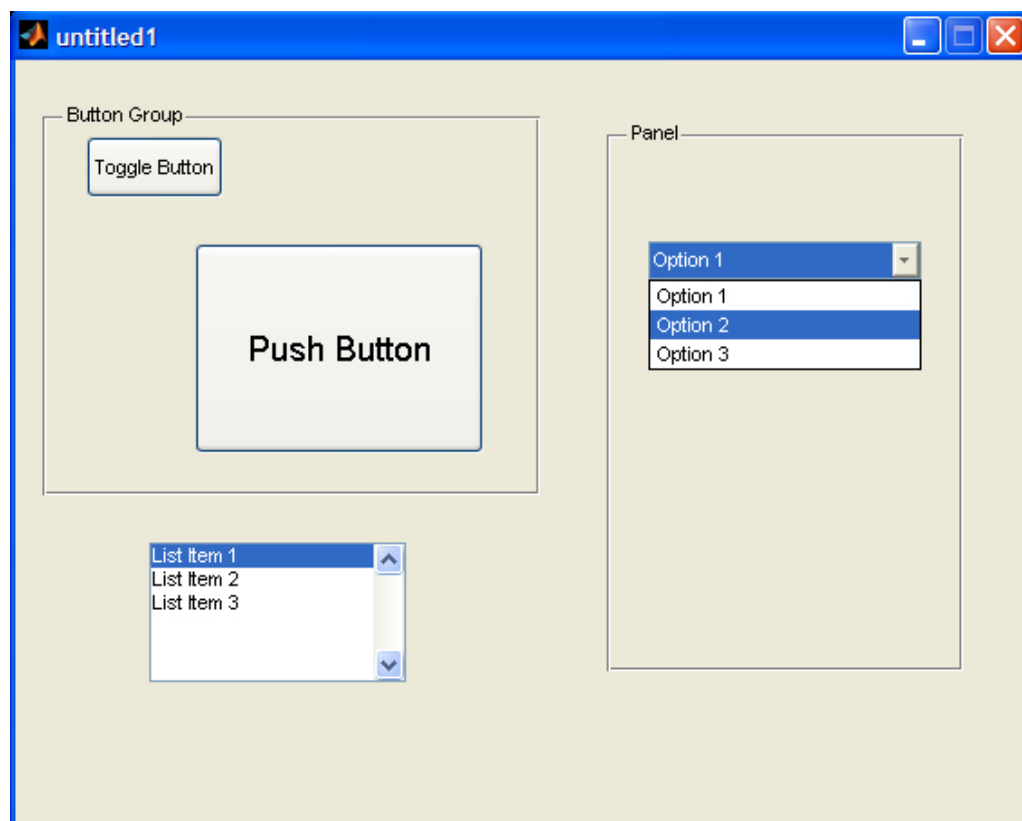 untitled1
Button Group
Toggle Button
Push Button
List Item 1
List Item 2
List Item 3
Panel
Option 1
Option 1
Option 2
Option 3